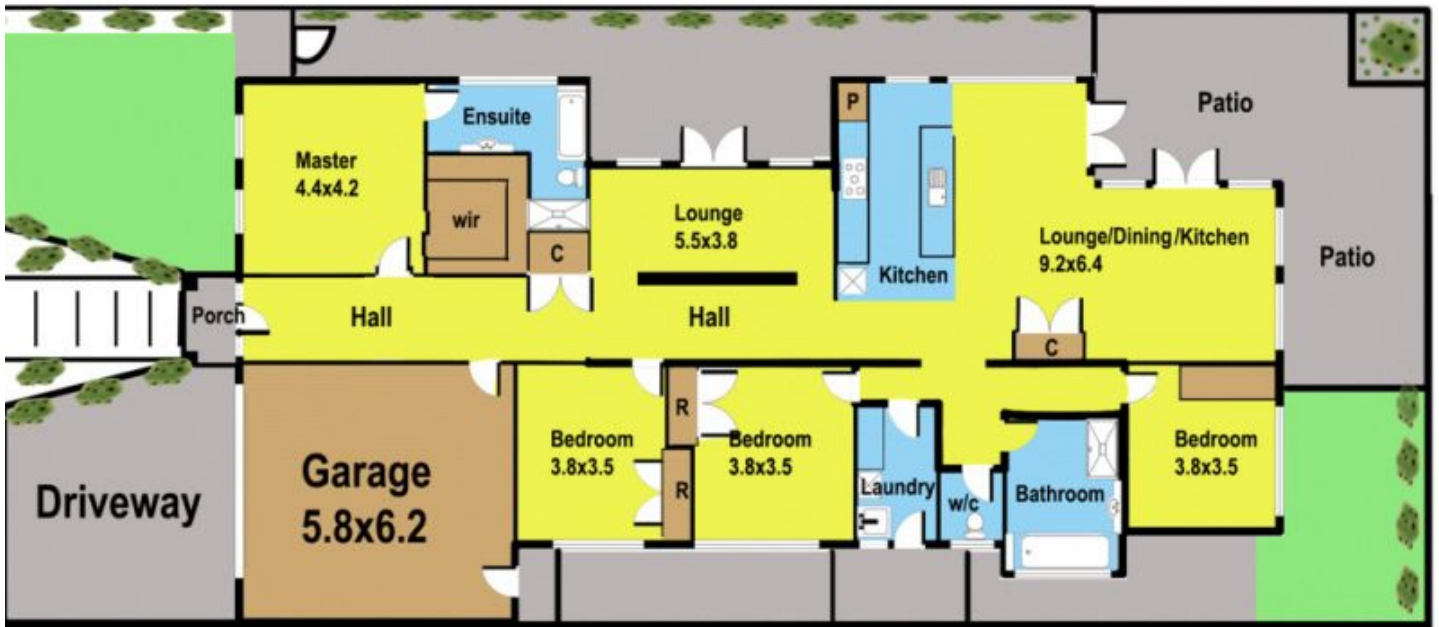 Master
4.4x4.2
Ensuite
wir
C
Lounge
5.5x3.8
P
Kitchen
Lounge/Dining/Kitchen
9.2x6.4
C
Patio
Patio
Porch
Hall
Hall
Driveway
Garage
5.8x6.2
Bedroom
3.8x3.5
R
R
Bedroom
3.8x3.5
Laundry
w/c
Bathroom
Bedroom
3.8x3.5